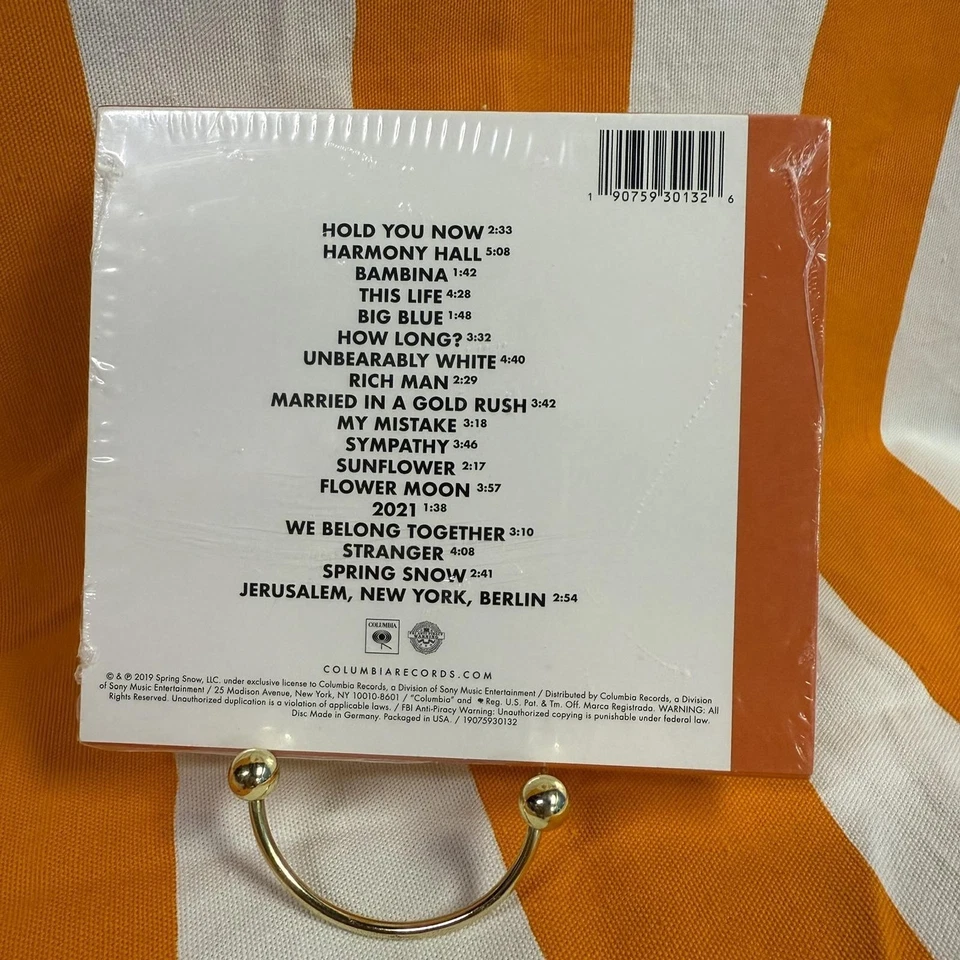 1 90759 30132 6
HOLD YOU NOW 2:33
HARMONY HALL 5:08
BAMBINA 1:42
THIS LIFE 4:28
BIG BLUE 1:48
HOW LONG? 3:32
UNBEARABLY WHITE 4:40
RICH MAN 2:29
MARRIED IN A GOLD RUSH 3:42
MY MISTAKE 3:18
SYMPATHY 3:46
SUNFLOWER 2:17
FLOWER MOON 3:57
2021 1:38
WE BELONG TOGETHER 3:10
STRANGER 4:08
SPRING SNOW 2:41
JERUSALEM, NEW YORK, BERLIN 2:54
COLUMBIA
COLUMBIARECORDS.COM
© & ℗ 2019 Spring Snow, LLC. under exclusive license to Columbia Records, a Division of Sony Music Entertainment / Distributed by Columbia Records, a Division
of Sony Music Entertainment / 25 Madison Avenue, New York, NY 10010-8601 / "Columbia" and Reg. U.S. Pat. & Tm. Off. Marca Registrada. WARNING: All
Rights Reserved. Unauthorized duplication is a violation of applicable laws. / FBI Anti-Piracy Warning: Unauthorized copying is punishable under federal law.
Disc Made in Germany. Packaged in USA. / 19075930132